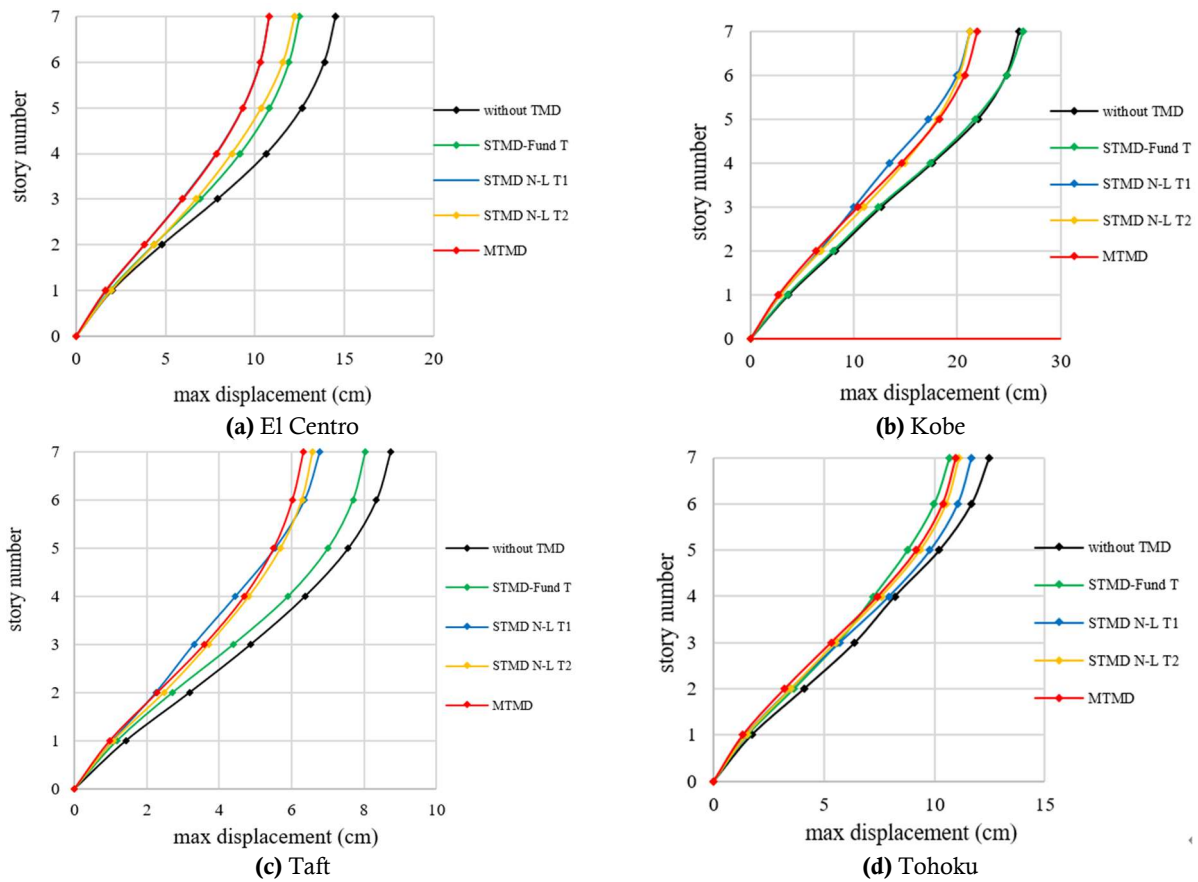 7
6
5
4
3
2
1
0
story number
0 5 10 15 20
max displacement (cm)
without TMD
STMD-Fund T
STMD N-L T1
STMD N-L T2
MTMD
(a) El Centro
7
6
5
4
3
2
1
0
story number
0 10 20 30
max displacement (cm)
without TMD
STMD-Fund T
STMD N-L T1
STMD N-L T2
MTMD
(b) Kobe
7
6
5
4
3
2
1
0
story number
0 2 4 6 8 10
max displacement (cm)
without TMD
STMD-Fund T
STMD N-L T1
STMD N-L T2
MTMD
(c) Taft
7
6
5
4
3
2
1
0
story number
0 5 10 15
max displacement (cm)
without TMD
STMD-Fund T
STMD N-L T1
STMD N-L T2
MTMD
(d) Tohoku